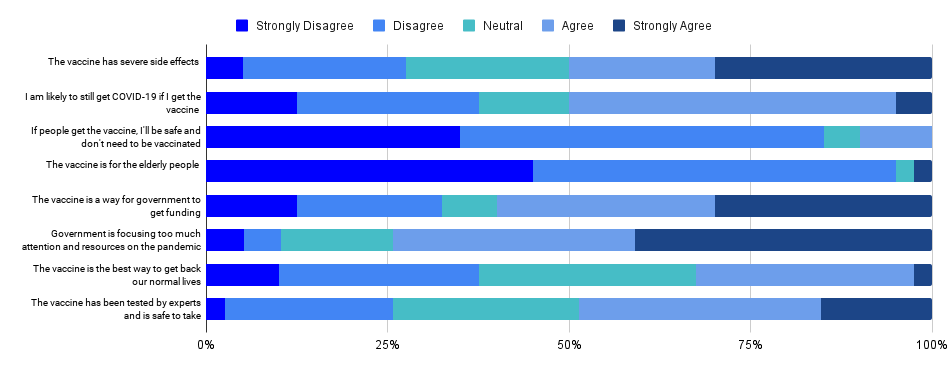 Strongly Disagree Disagree Neutral Agree Strongly Agree
The vaccine has severe side effects
I am likely to still get COVID-19 if I get the
vaccine
If people get the vaccine, I'll be safe and
don't need to be vaccinated
The vaccine is for the elderly people
The vaccine is a way for government to
get funding
Government is focusing too much
attention and resources on the pandemic
The vaccine is the best way to get back
our normal lives
The vaccine has been tested by experts
and is safe to take
0% 25% 50% 75% 100%